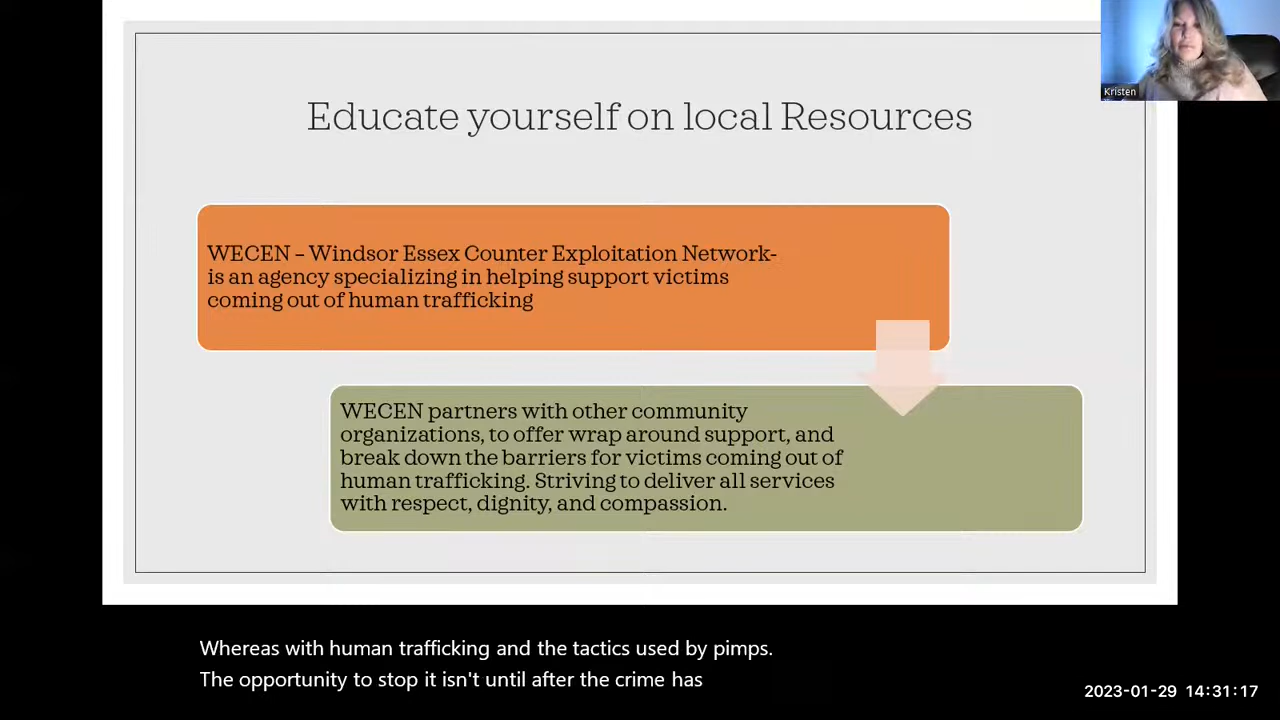 Kristen
Educate yourself on local Resources
WECEN – Windsor Essex Counter Exploitation Network-
is an agency specializing in helping support victims
coming out of human trafficking
WECEN partners with other community
organizations, to offer wrap around support, and
break down the barriers for victims coming out of
human trafficking. Striving to deliver all services
with respect, dignity, and compassion.
Whereas with human trafficking and the tactics used by pimps.
The opportunity to stop it isn't until after the crime has
2023-01-29 14:31:17